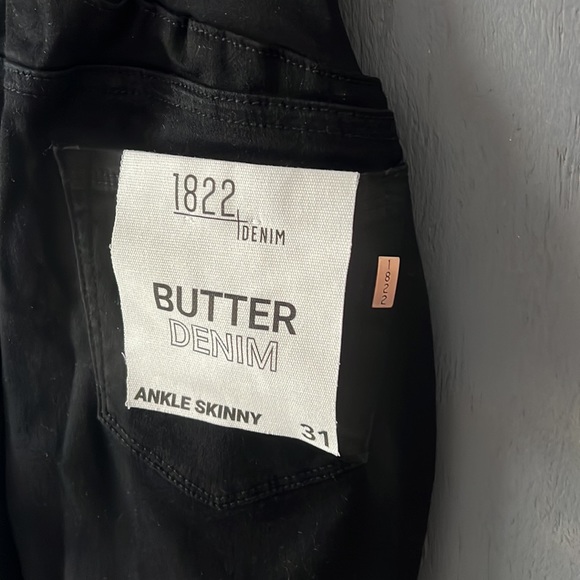 1822
DENIM
BUTTER
DENIM
ANKLE SKINNY
31
1822